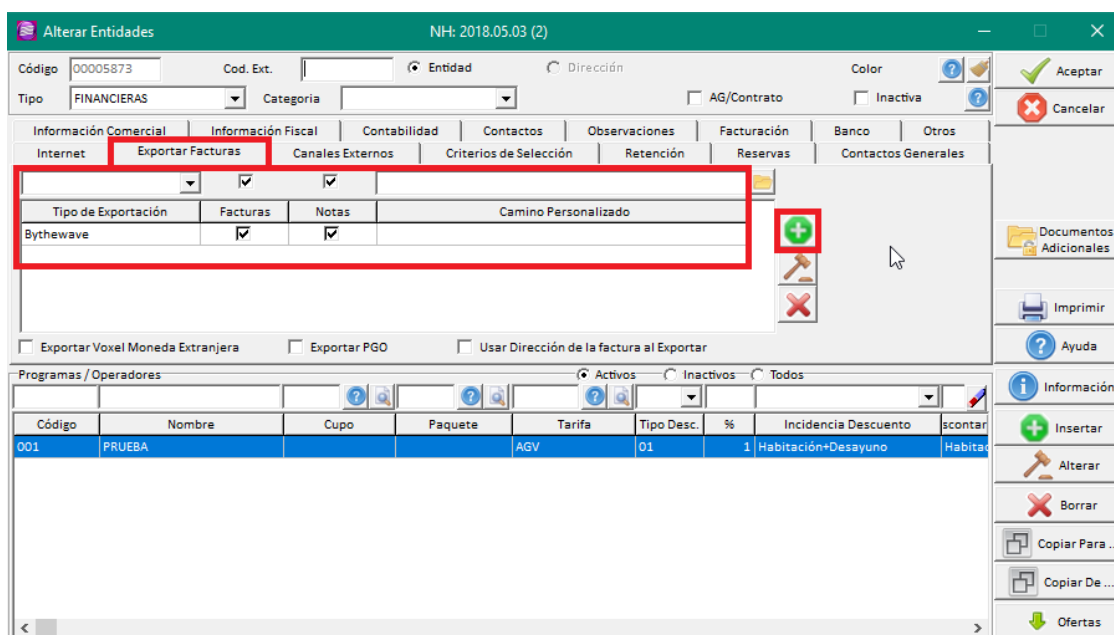 Alterar Entidades NH: 2018.05.03 (2)
Código 00005873 Cod. Ext. Entidad Dirección Color Aceptar
Tipo FINANCIERAS Categoria AG/Contrato Inactiva Cancelar
Información Comercial Información Fiscal Contabilidad Contactos Observaciones Facturación Banco Otros
Internet Exportar Facturas Canales Externos Criterios de Selección Retención Reservas Contactos Generales
Tipo de Exportación Facturas Notas Camino Personalizado
Bythewave
Documentos
Adicionales
Imprimir
Exportar Voxel Moneda Extranjera Exportar PGO Usar Dirección de la factura al Exportar Ayuda
Programas / Operadores Activos Inactivos Todos
Información
Código Nombre Cupo Paquete Tarifa Tipo Desc. % Incidencia Descuento scontar Insertar
001 PRUEBA AGV 01 1 Habitación+Desayuno Habitac
Alterar
Borrar
Copiar Para ..
Copiar De ...
Ofertas